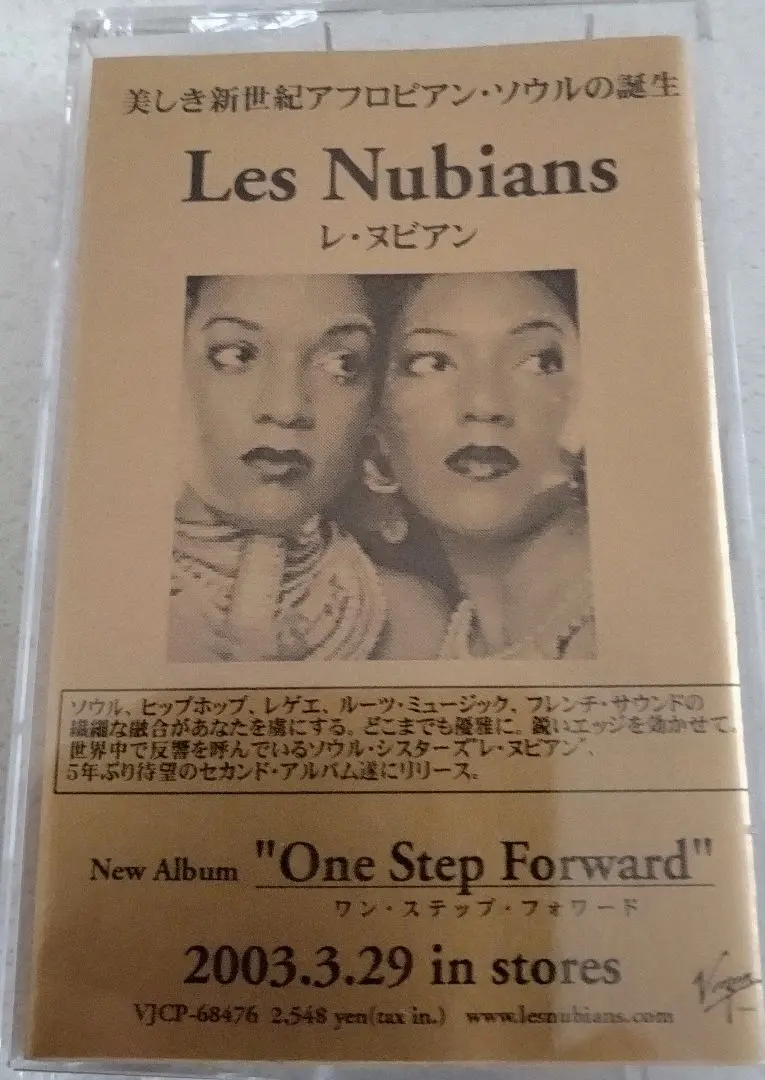 美しき新世紀アフロピアン・ソウルの誕生
Les Nubians
レ・ヌビアン
ソウル、ヒップホップ、レゲエ、ルーツ・ミュージック、フレンチ・サウンドの
繊細な融合があなたを虜にする。どこまでも優雅に。鋭いエッジを効かせて。
世界中で反響を呼んでいるソウル・シスターズ"レ・ヌビアン"、
5年ぶり待望のセカンド・アルバム遂にリリース。
New Album "One Step Forward"
ワン・ステップ・フォワード
2003.3.29 in stores
Virgin
VJCP-68476 2,548 yen(tax in.) www.lesnubians.com